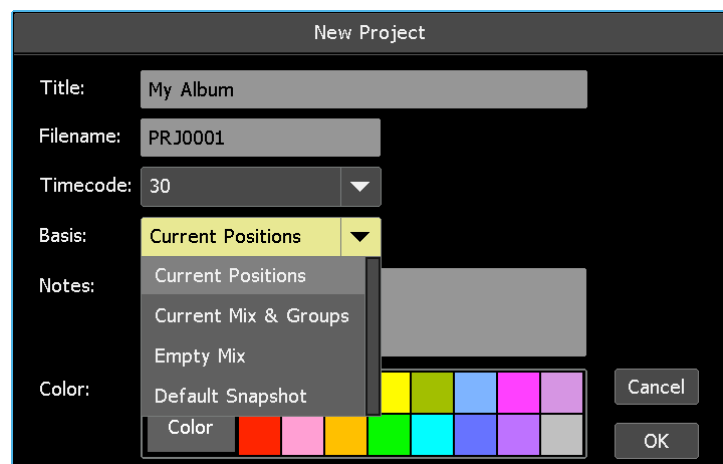 New Project
Title: My Album
Filename: PRJ0001
Timecode: 30
Basis: Current Positions
Current Positions
Notes:
Current Mix & Groups
Empty Mix
Color: Default Snapshot Cancel
Color OK